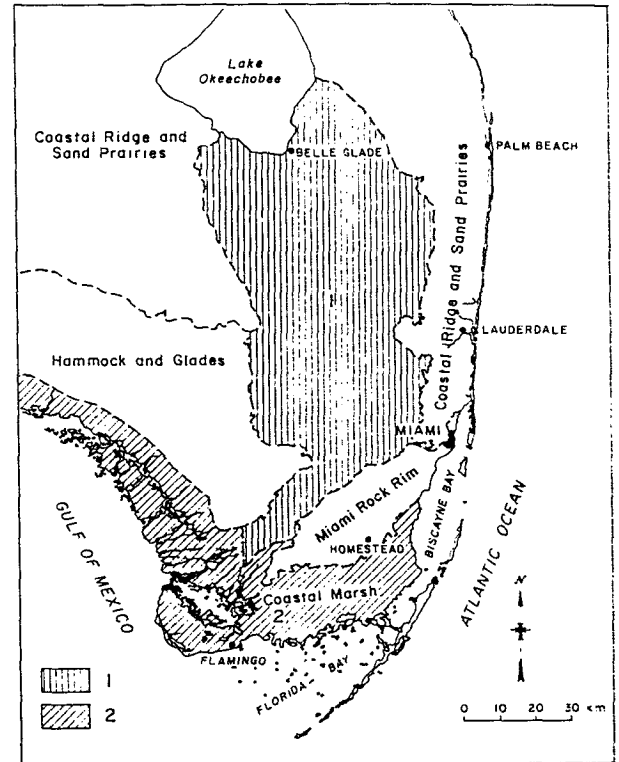 Lake
Okeechobee
Coastal Ridge and
Sand Prairies
BELLE GLADE
PALM BEACH
Coastal Ridge and Sand Prairies
LAUDERDALE
Hammock and Glades
MIAMI
Miami Rock Rim
BISCAYNE BAY
GULF OF MEXICO
ATLANTIC OCEAN
HOMESTEAD
N
Coastal Marsh
2
FLAMINGO
FLORIDA BAY
1
2
0 10 20 30 km